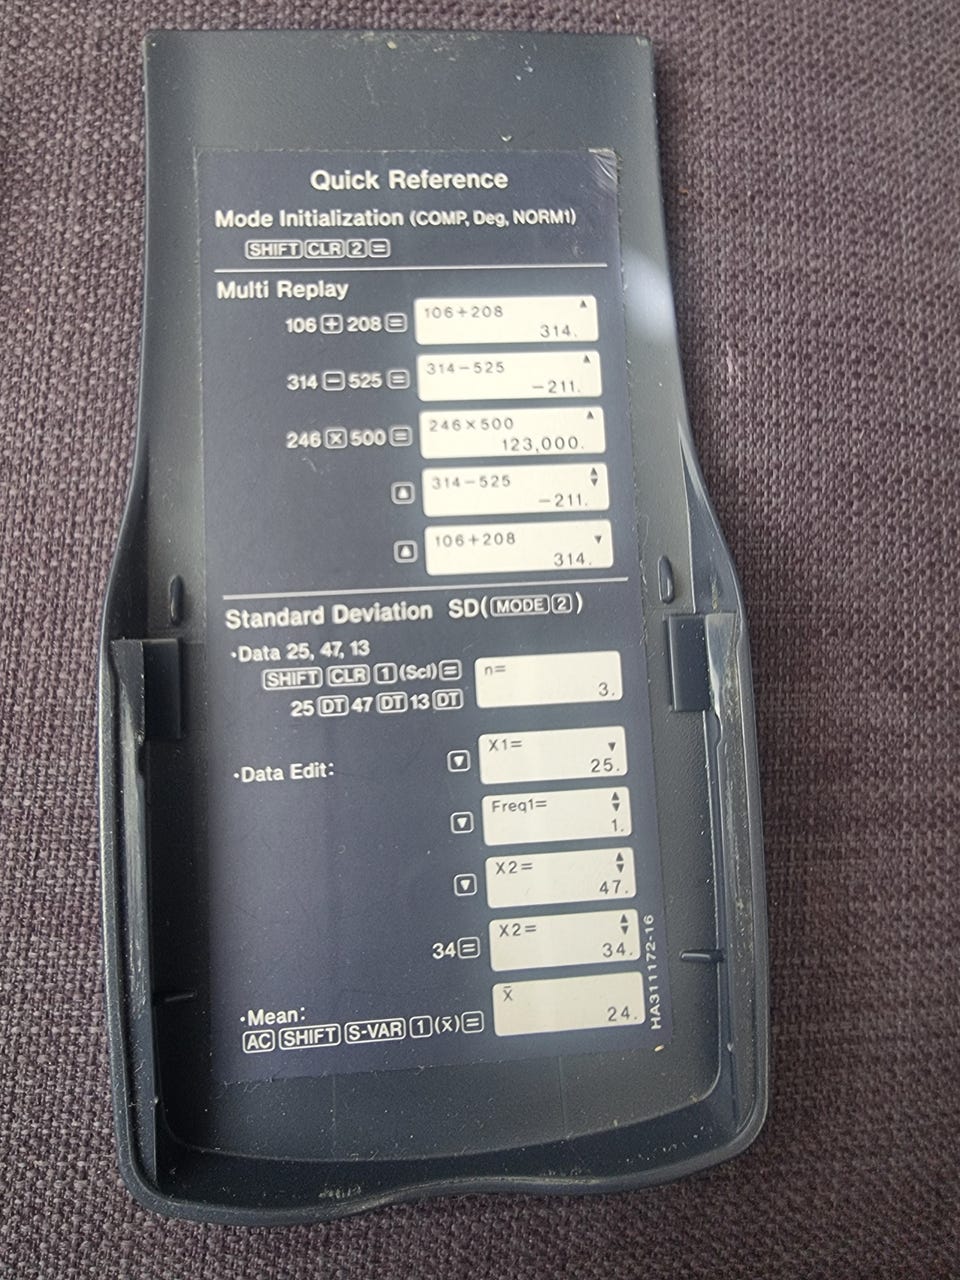 Quick Reference
Mode Initialization (COMP, Deg, NORM1)
SHIFT CLR 2 =
Multi Replay
106 + 208 = 106+208 ▲
314.
314 − 525 = 314−525 ▲
−211.
246 × 500 = 246×500 ▲
123,000.
▲ 314−525 ▲▼
−211.
▲ 106+208 ▼
314.
Standard Deviation SD( MODE 2 )
·Data 25, 47, 13
SHIFT CLR 1 (Scl) = n=
25 DT 47 DT 13 DT 3.
·Data Edit: ▼ X1= ▼
25.
▼ Freq1= ▲▼
1.
▼ X2= ▲▼
47.
34 = X2= ▲▼
34.
·Mean: x̄
AC SHIFT S-VAR 1 (x̄) = 24.
HA311172-16